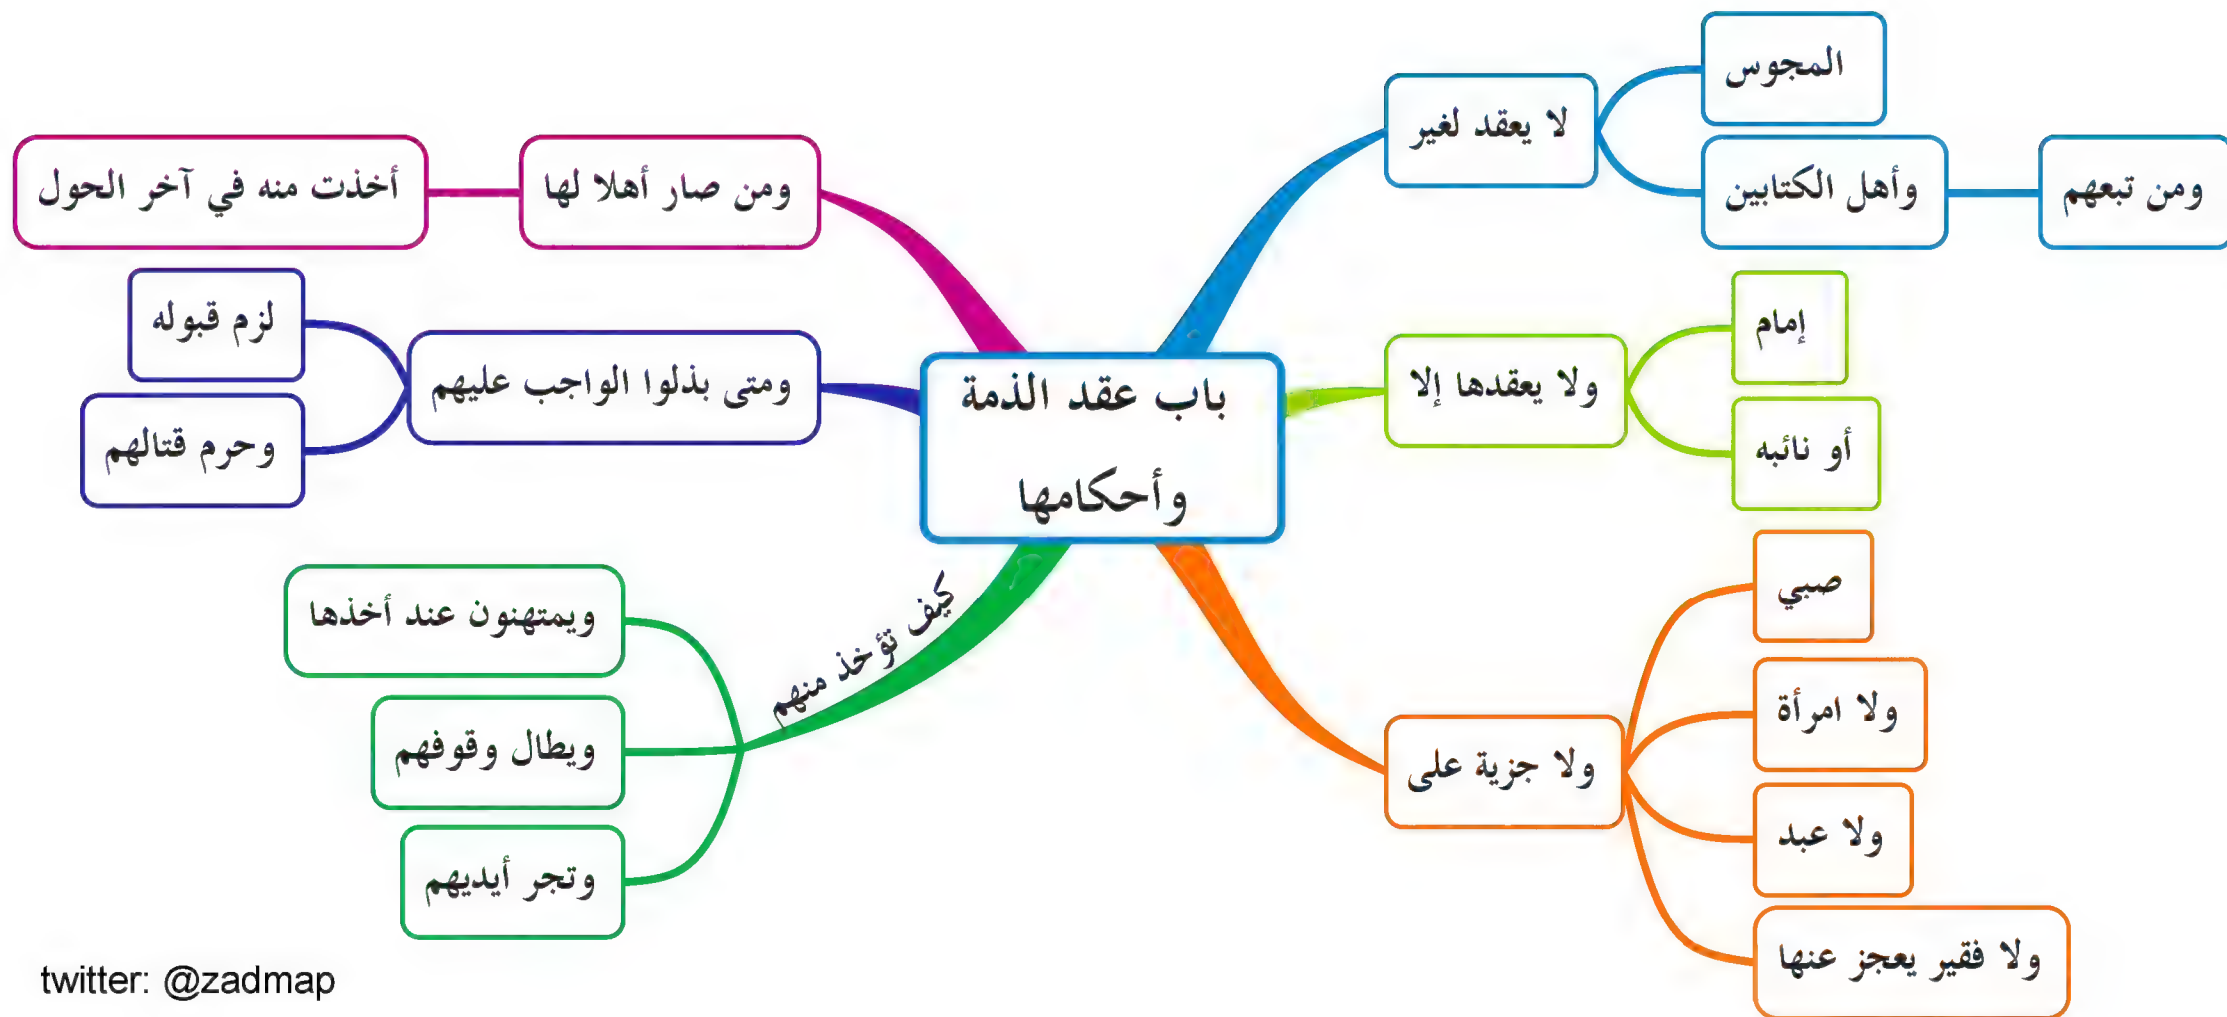 باب عقد الذمة
وأحكامها
لا يعقد لغير
المجوس
وأهل الكتابين
ومن تبعهم
ولا يعقدها إلا
إمام
أو نائبه
ولا جزية على
صبي
ولا امرأة
ولا عبد
ولا فقير يعجز عنها
ومن صار أهلا لها
أخذت منه في آخر الحول
ومتى بذلوا الواجب عليهم
لزم قبوله
وحرم قتالهم
كيف تؤخذ منهم
ويمتهنون عند أخذها
ويطال وقوفهم
وتجر أيديهم
twitter: @zadmap